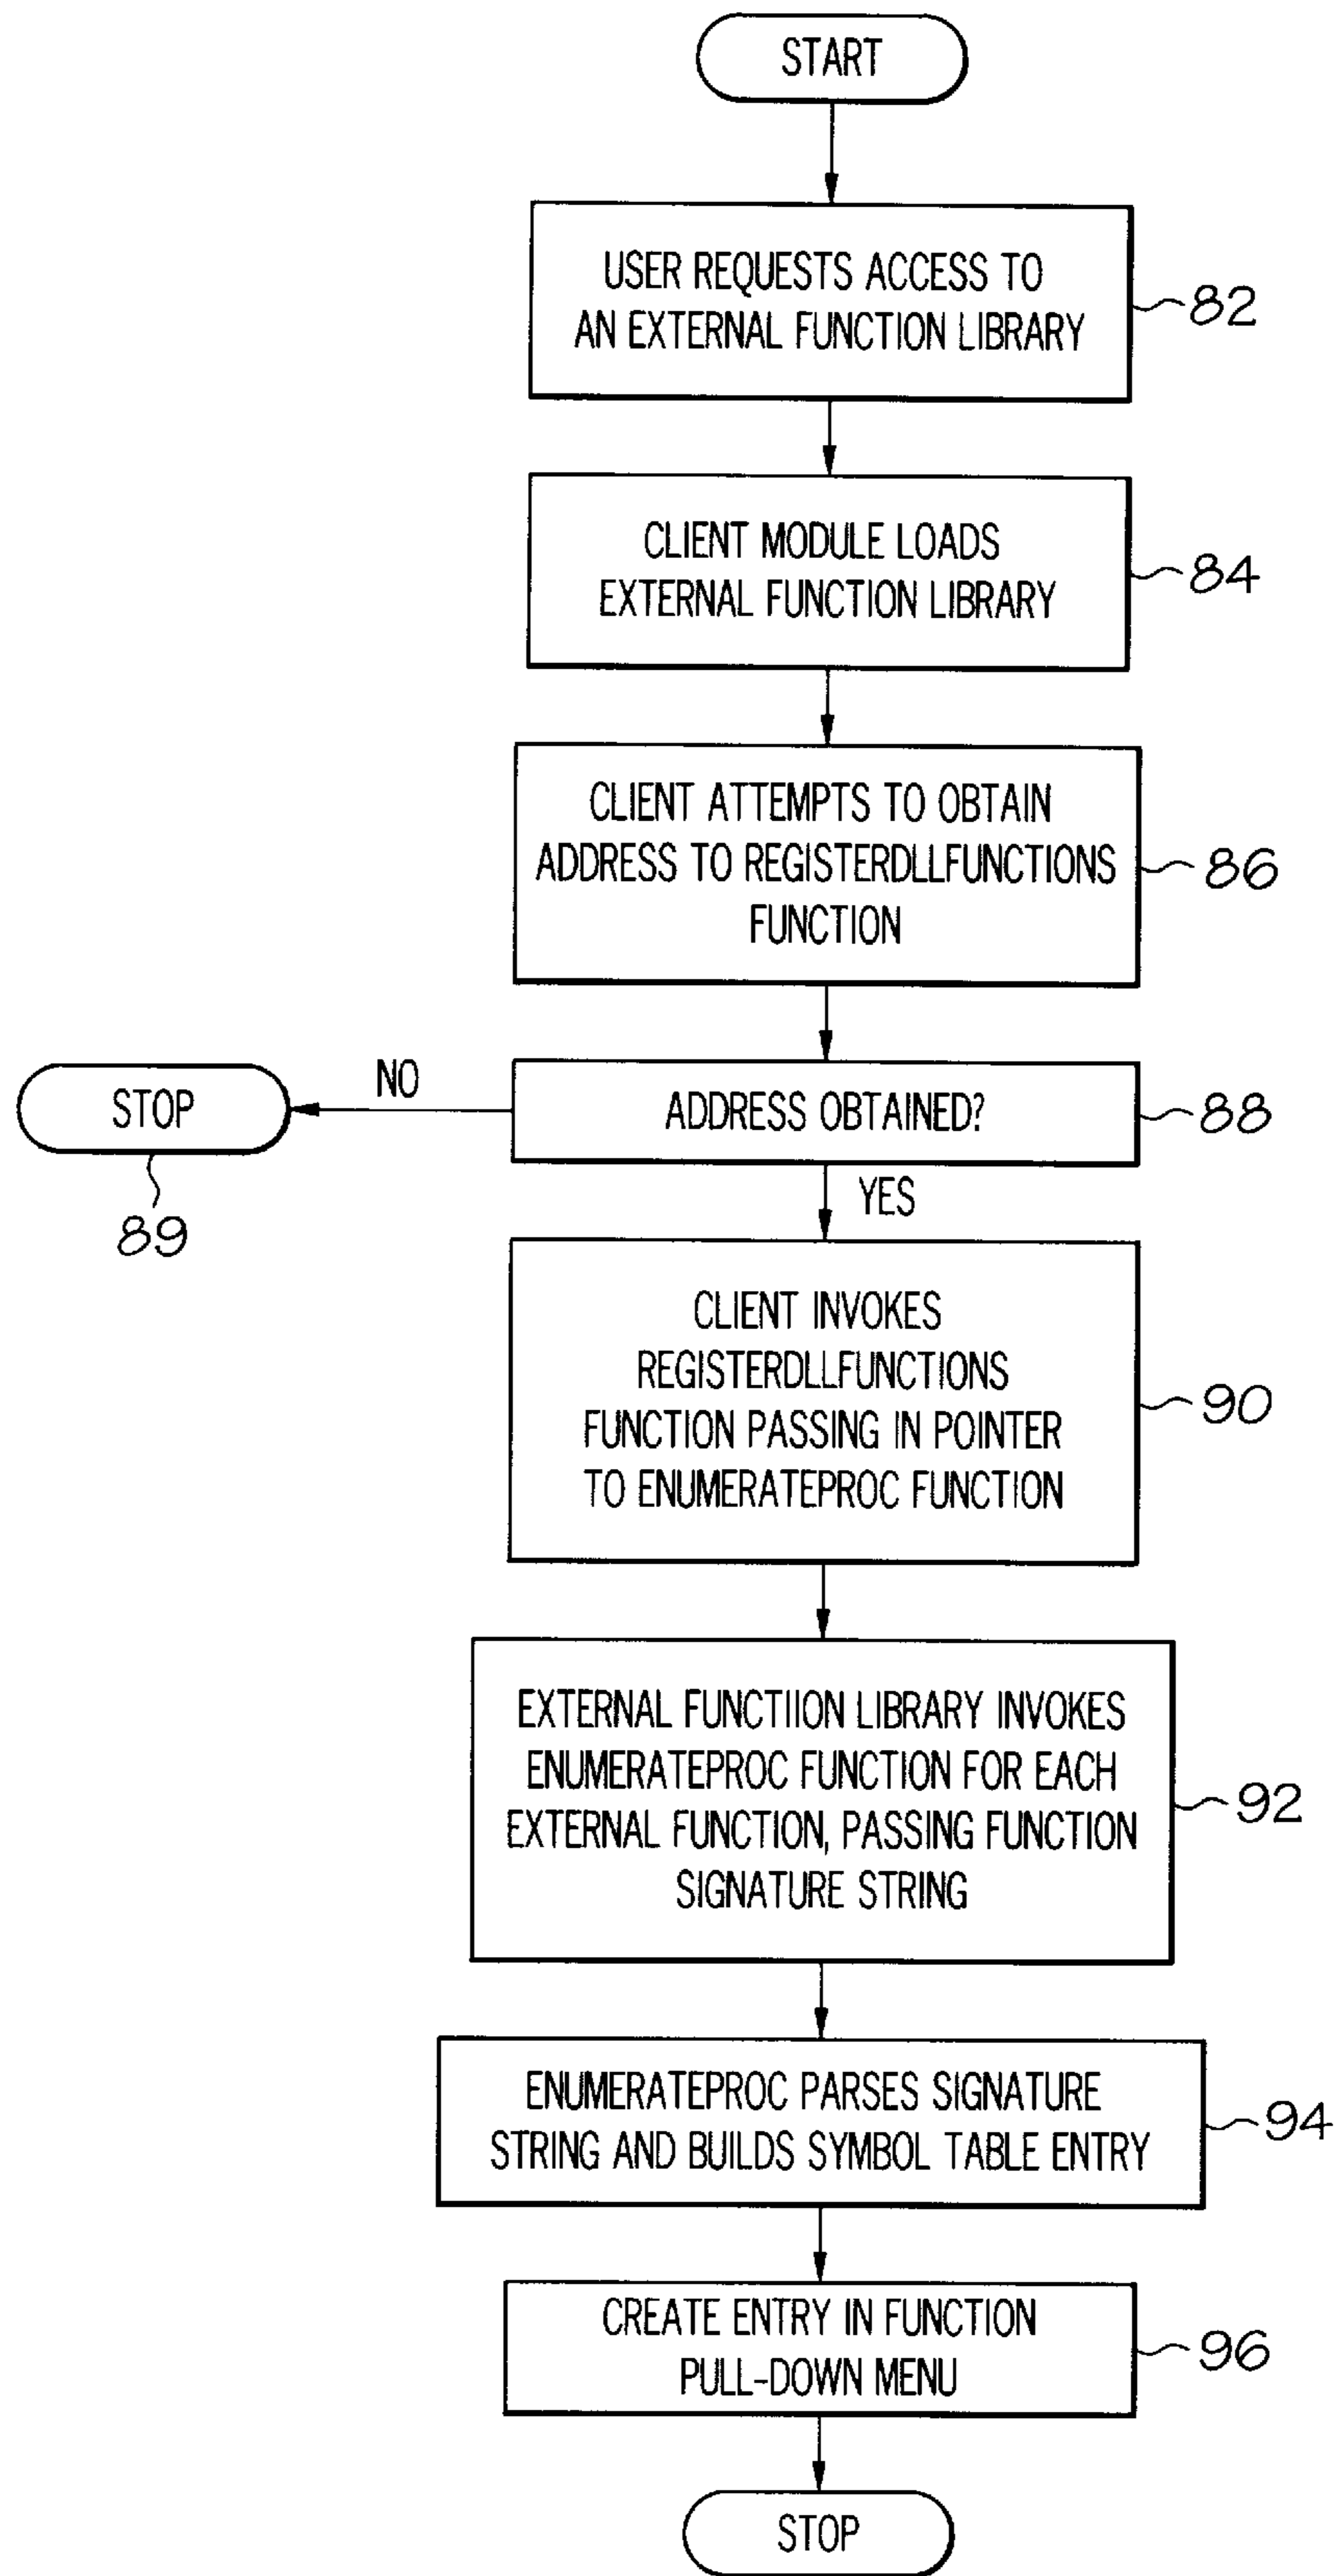 START
USER REQUESTS ACCESS TO
AN EXTERNAL FUNCTION LIBRARY
82
CLIENT MODULE LOADS
EXTERNAL FUNCTION LIBRARY
84
CLIENT ATTEMPTS TO OBTAIN
ADDRESS TO REGISTERDLLFUNCTIONS
FUNCTION
86
NO
STOP
89
ADDRESS OBTAINED?
88
YES
CLIENT INVOKES
REGISTERDLLFUNCTIONS
FUNCTION PASSING IN POINTER
TO ENUMERATEPROC FUNCTION
90
EXTERNAL FUNCTIION LIBRARY INVOKES
ENUMERATEPROC FUNCTION FOR EACH
EXTERNAL FUNCTION, PASSING FUNCTION
SIGNATURE STRING
92
ENUMERATEPROC PARSES SIGNATURE
STRING AND BUILDS SYMBOL TABLE ENTRY
94
CREATE ENTRY IN FUNCTION
PULL-DOWN MENU
96
STOP